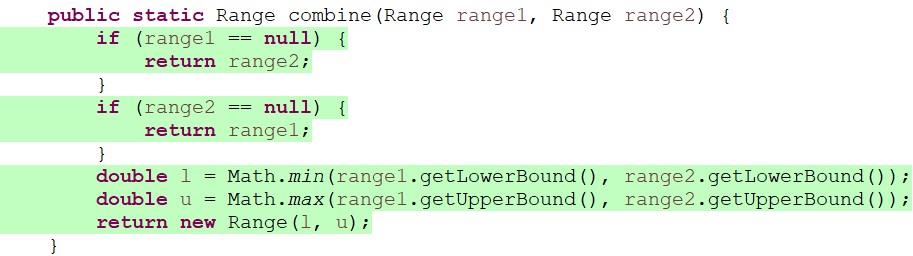 public static Range combine(Range range1, Range range2) {
if (range1 == null) {
return range2;
}
if (range2 == null) {
return range1;
}
double l = Math.min(range1.getLowerBound(), range2.getLowerBound());
double u = Math.max(range1.getUpperBound(), range2.getUpperBound());
return new Range(l, u);
}